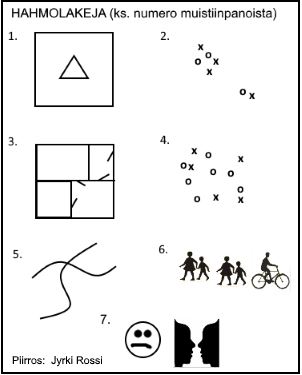 HAHMOLAKEJA (ks. numero muistiinpanoista)
1.
2.
x
o
o x
x
o x
3.
4.
x o x
o x
o o
o
o
o x x
5.
6.
7.
Piirros: Jyrki Rossi